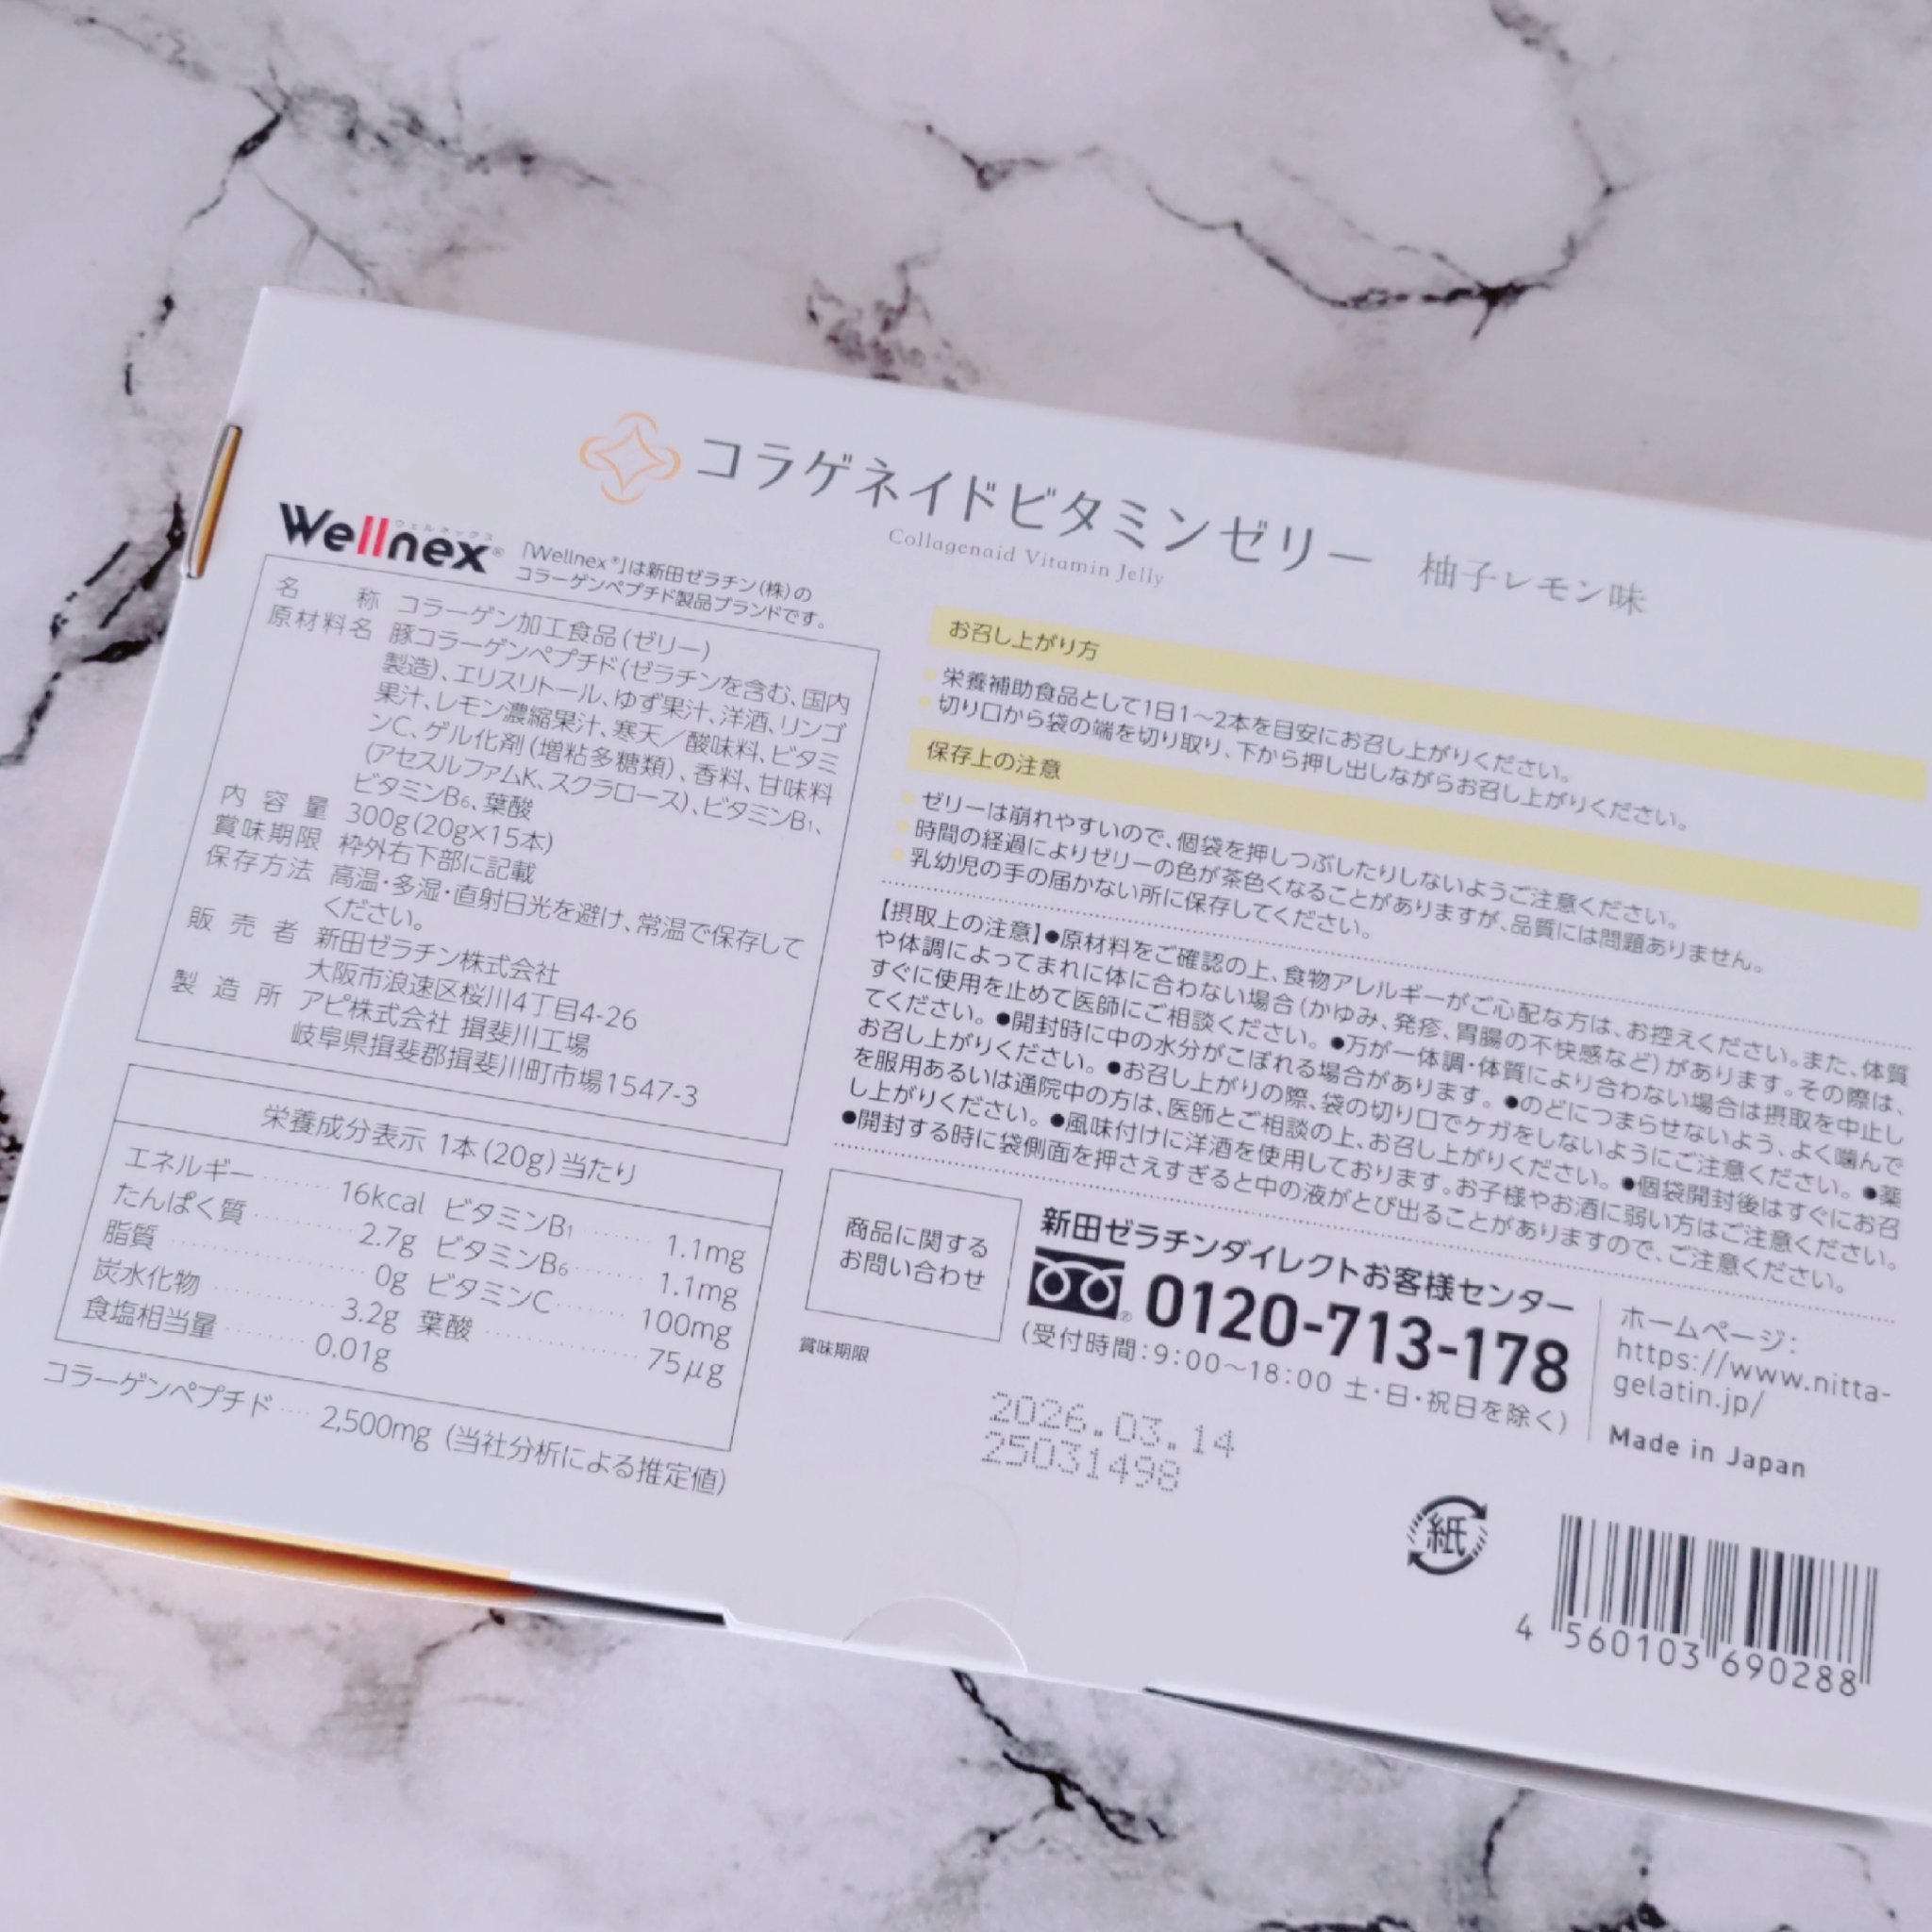 コラゲネイドビタミンゼリー 柚子レモン味
Collagenaid Vitamin Jelly
ウェルネックス
Wellnex®
「Wellnex®」は新田ゼラチン(株)の
コラーゲンペプチド製品ブランドです。
名称 コラーゲン加工食品(ゼリー)
原材料名 豚コラーゲンペプチド(ゼラチンを含む、国内
製造)、エリスリトール、ゆず果汁、洋酒、リンゴ
果汁、レモン濃縮果汁、寒天/酸味料、ビタミ
ンC、ゲル化剤(増粘多糖類)、香料、甘味料
(アセスルファムK、スクラロース)、ビタミンB1、
ビタミンB6、葉酸
内容量 300g(20g×15本)
賞味期限 枠外右下部に記載
保存方法 高温・多湿・直射日光を避け、常温で保存して
ください。
販売者 新田ゼラチン株式会社
大阪市浪速区桜川4丁目4-26
製造所 アピ株式会社 揖斐川工場
岐阜県揖斐郡揖斐川町市場1547-3
栄養成分表示 1本(20g)当たり
エネルギー 16kcal ビタミンB1 1.1mg
たんぱく質 2.7g ビタミンB6 1.1mg
脂質 0g ビタミンC 100mg
炭水化物 3.2g 葉酸 75μg
食塩相当量 0.01g
コラーゲンペプチド 2,500mg (当社分析による推定値)
お召し上がり方
栄養補助食品として1日1〜2本を目安にお召し上がりください。
切り口から袋の端を切り取り、下から押し出しながらお召し上がりください。
保存上の注意
ゼリーは崩れやすいので、個袋を押しつぶしたりしないようご注意ください。
時間の経過によりゼリーの色が茶色くなることがありますが、品質には問題ありません。
乳幼児の手の届かない所に保存してください。
【摂取上の注意】●原材料をご確認の上、食物アレルギーがご心配な方は、お控えください。また、体質
や体調によってまれに体に合わない場合(かゆみ、発疹、胃腸の不快感など)があります。その際は、
すぐに使用を止めて医師にご相談ください。●万が一体調・体質により合わない場合は摂取を中止し
てください。●開封時に中の水分がこぼれる場合があります。●のどにつまらせないよう、よく噛んで
お召し上がりください。●お召し上がりの際、袋の切り口でケガをしないようにご注意ください。●薬
を服用あるいは通院中の方は、医師とご相談の上、お召し上がりください。●個袋開封後はすぐにお召
し上がりください。●風味付けに洋酒を使用しております。お子様やお酒に弱い方はご注意ください。
●開封する時に袋側面を押さえすぎると中の液がとび出ることがありますので、ご注意ください。
商品に関する
お問い合わせ
新田ゼラチンダイレクトお客様センター
0120-713-178
(受付時間:9:00〜18:00 土・日・祝日を除く)
ホームページ:
https://www.nitta-
gelatin.jp/
Made in Japan
賞味期限
2026.03.14
25031498
紙
4 560103 690288